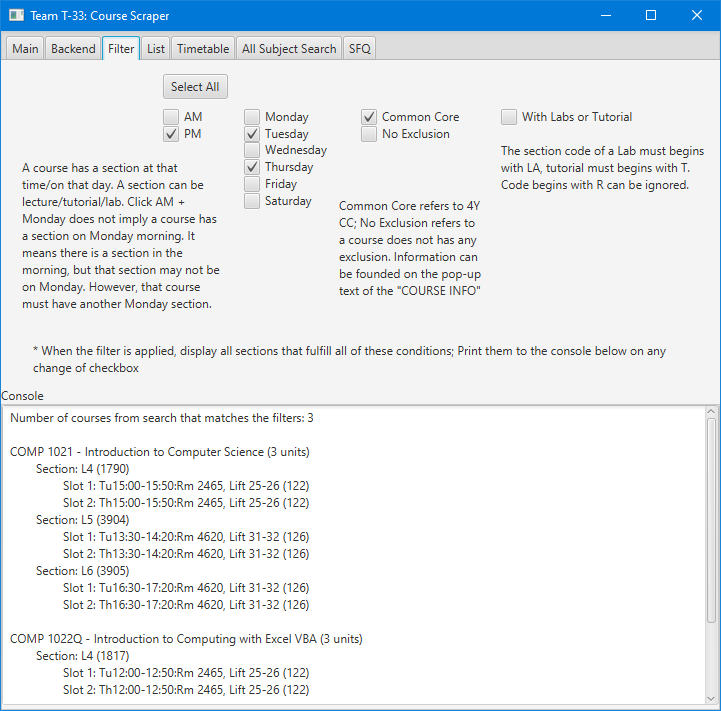 Team T-33: Course Scraper
Main Backend Filter List Timetable All Subject Search SFQ
Select All
AM
PM
Monday
Tuesday
Wednesday
Thursday
Friday
Saturday
Common Core
No Exclusion
With Labs or Tutorial
A course has a section at that
time/on that day. A section can be
lecture/tutorial/lab. Click AM +
Monday does not imply a course has
a section on Monday morning. It
means there is a section in the
morning, but that section may not be
on Monday. However, that course
must have another Monday section.
Common Core refers to 4Y
CC; No Exclusion refers to
a course does not has any
exclusion. Information can
be founded on the pop-up
text of the "COURSE INFO"
The section code of a Lab must begins
with LA, tutorial must begins with T.
Code begins with R can be ignored.
* When the filter is applied, display all sections that fulfill all of these conditions; Print them to the console below on any
change of checkbox
Console
Number of courses from search that matches the filters: 3
COMP 1021 - Introduction to Computer Science (3 units)
Section: L4 (1790)
Slot 1: Tu15:00-15:50:Rm 2465, Lift 25-26 (122)
Slot 2: Th15:00-15:50:Rm 2465, Lift 25-26 (122)
Section: L5 (3904)
Slot 1: Tu13:30-14:20:Rm 4620, Lift 31-32 (126)
Slot 2: Th13:30-14:20:Rm 4620, Lift 31-32 (126)
Section: L6 (3905)
Slot 1: Tu16:30-17:20:Rm 4620, Lift 31-32 (126)
Slot 2: Th16:30-17:20:Rm 4620, Lift 31-32 (126)
COMP 1022Q - Introduction to Computing with Excel VBA (3 units)
Section: L4 (1817)
Slot 1: Tu12:00-12:50:Rm 2465, Lift 25-26 (122)
Slot 2: Th12:00-12:50:Rm 2465, Lift 25-26 (122)